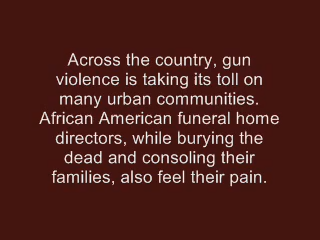 Across the country, gun
violence is taking its toll on
many urban communities.
African American funeral home
directors, while burying the
dead and consoling their
families, also feel their pain.